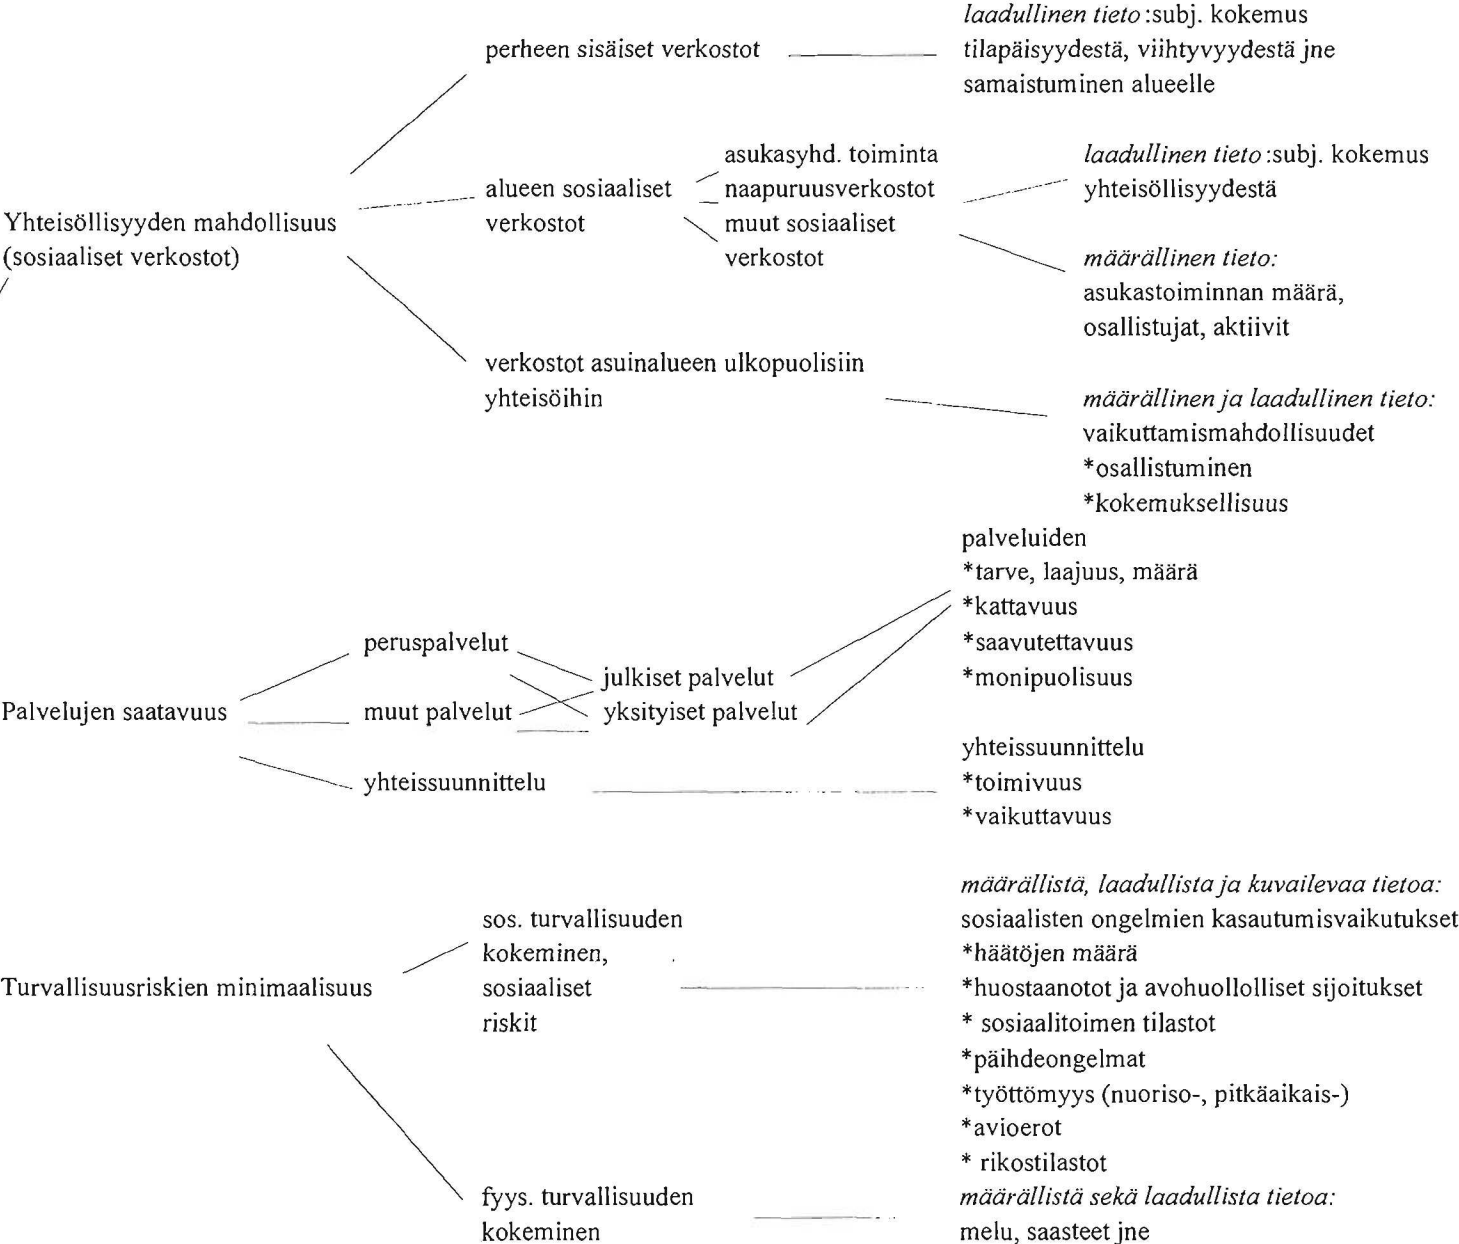 laadullinen tieto:subj. kokemus
perheen sisäiset verkostot
tilapäisyydestä, viihtyvyydestä jne
samaistuminen alueelle
asukasyhd. toiminta
laadullinen tieto:subj. kokemus
alueen sosiaaliset
naapuruusverkostot
yhteisöllisyydestä
Yhteisöllisyyden mahdollisuus
verkostot
muut sosiaaliset
(sosiaaliset verkostot)
verkostot
määrällinen tieto:
asukastoiminnan määrä,
osallistujat, aktiivit
verkostot asuinalueen ulkopuolisiin
yhteisöihin
määrällinen ja laadullinen tieto:
vaikuttamismahdollisuudet
*osallistuminen
*kokemuksellisuus
palveluiden
*tarve, laajuus, määrä
*kattavuus
peruspalvelut
*saavutettavuus
julkiset palvelut
*monipuolisuus
Palvelujen saatavuus
muut palvelut
yksityiset palvelut
yhteissuunnittelu
yhteissuunnittelu
*toimivuus
*vaikuttavuus
määrällistä, laadullista ja kuvailevaa tietoa:
sos. turvallisuuden
sosiaalisten ongelmien kasautumisvaikutukset
kokeminen,
*häätöjen määrä
Turvallisuusriskien minimaalisuus
sosiaaliset
*huostaanotot ja avohuollolliset sijoitukset
riskit
* sosiaalitoimen tilastot
*päihdeongelmat
*työttömyys (nuoriso-, pitkäaikais-)
*avioerot
* rikostilastot
fyys. turvallisuuden
määrällistä sekä laadullista tietoa:
kokeminen
melu, saasteet jne